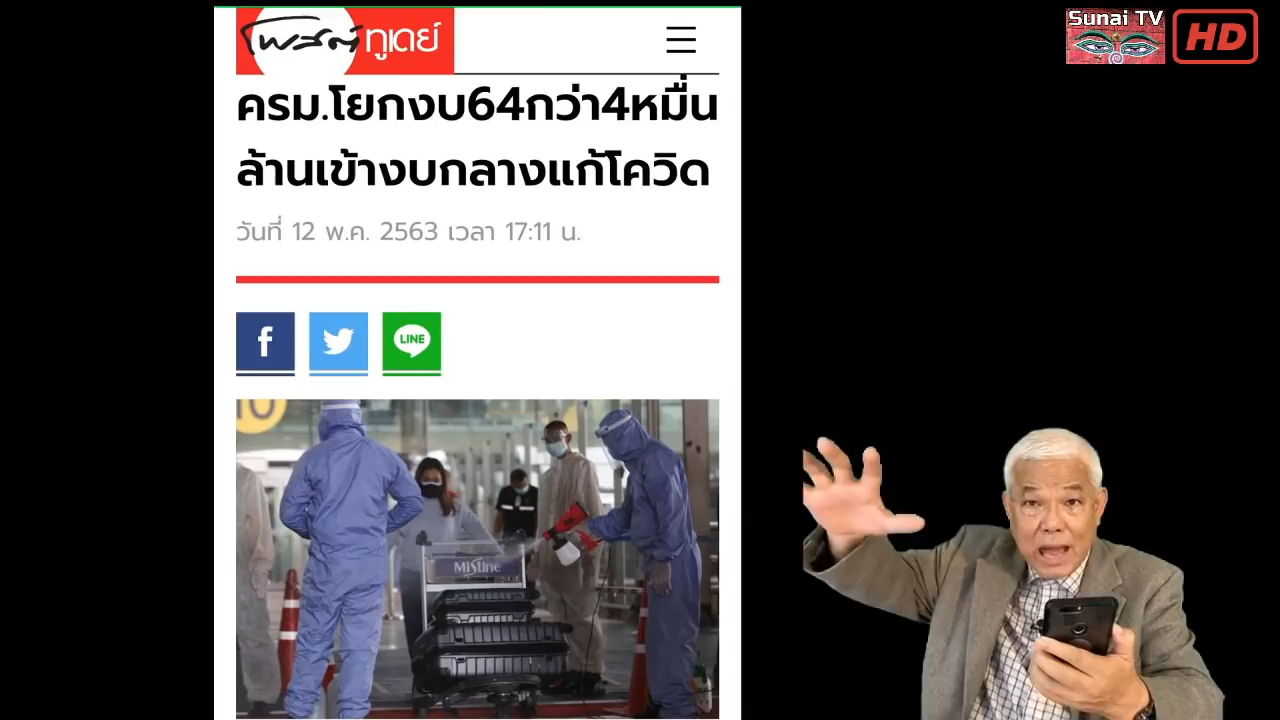 โพสต์ทูเดย์
Sunai TV
HD
ครม.โยกงบ64กว่า4หมื่น
ล้านเข้างบกลางแก้โควิด
วันที่ 12 พ.ค. 2563 เวลา 17:11 น.
f
LINE
10
Mistine